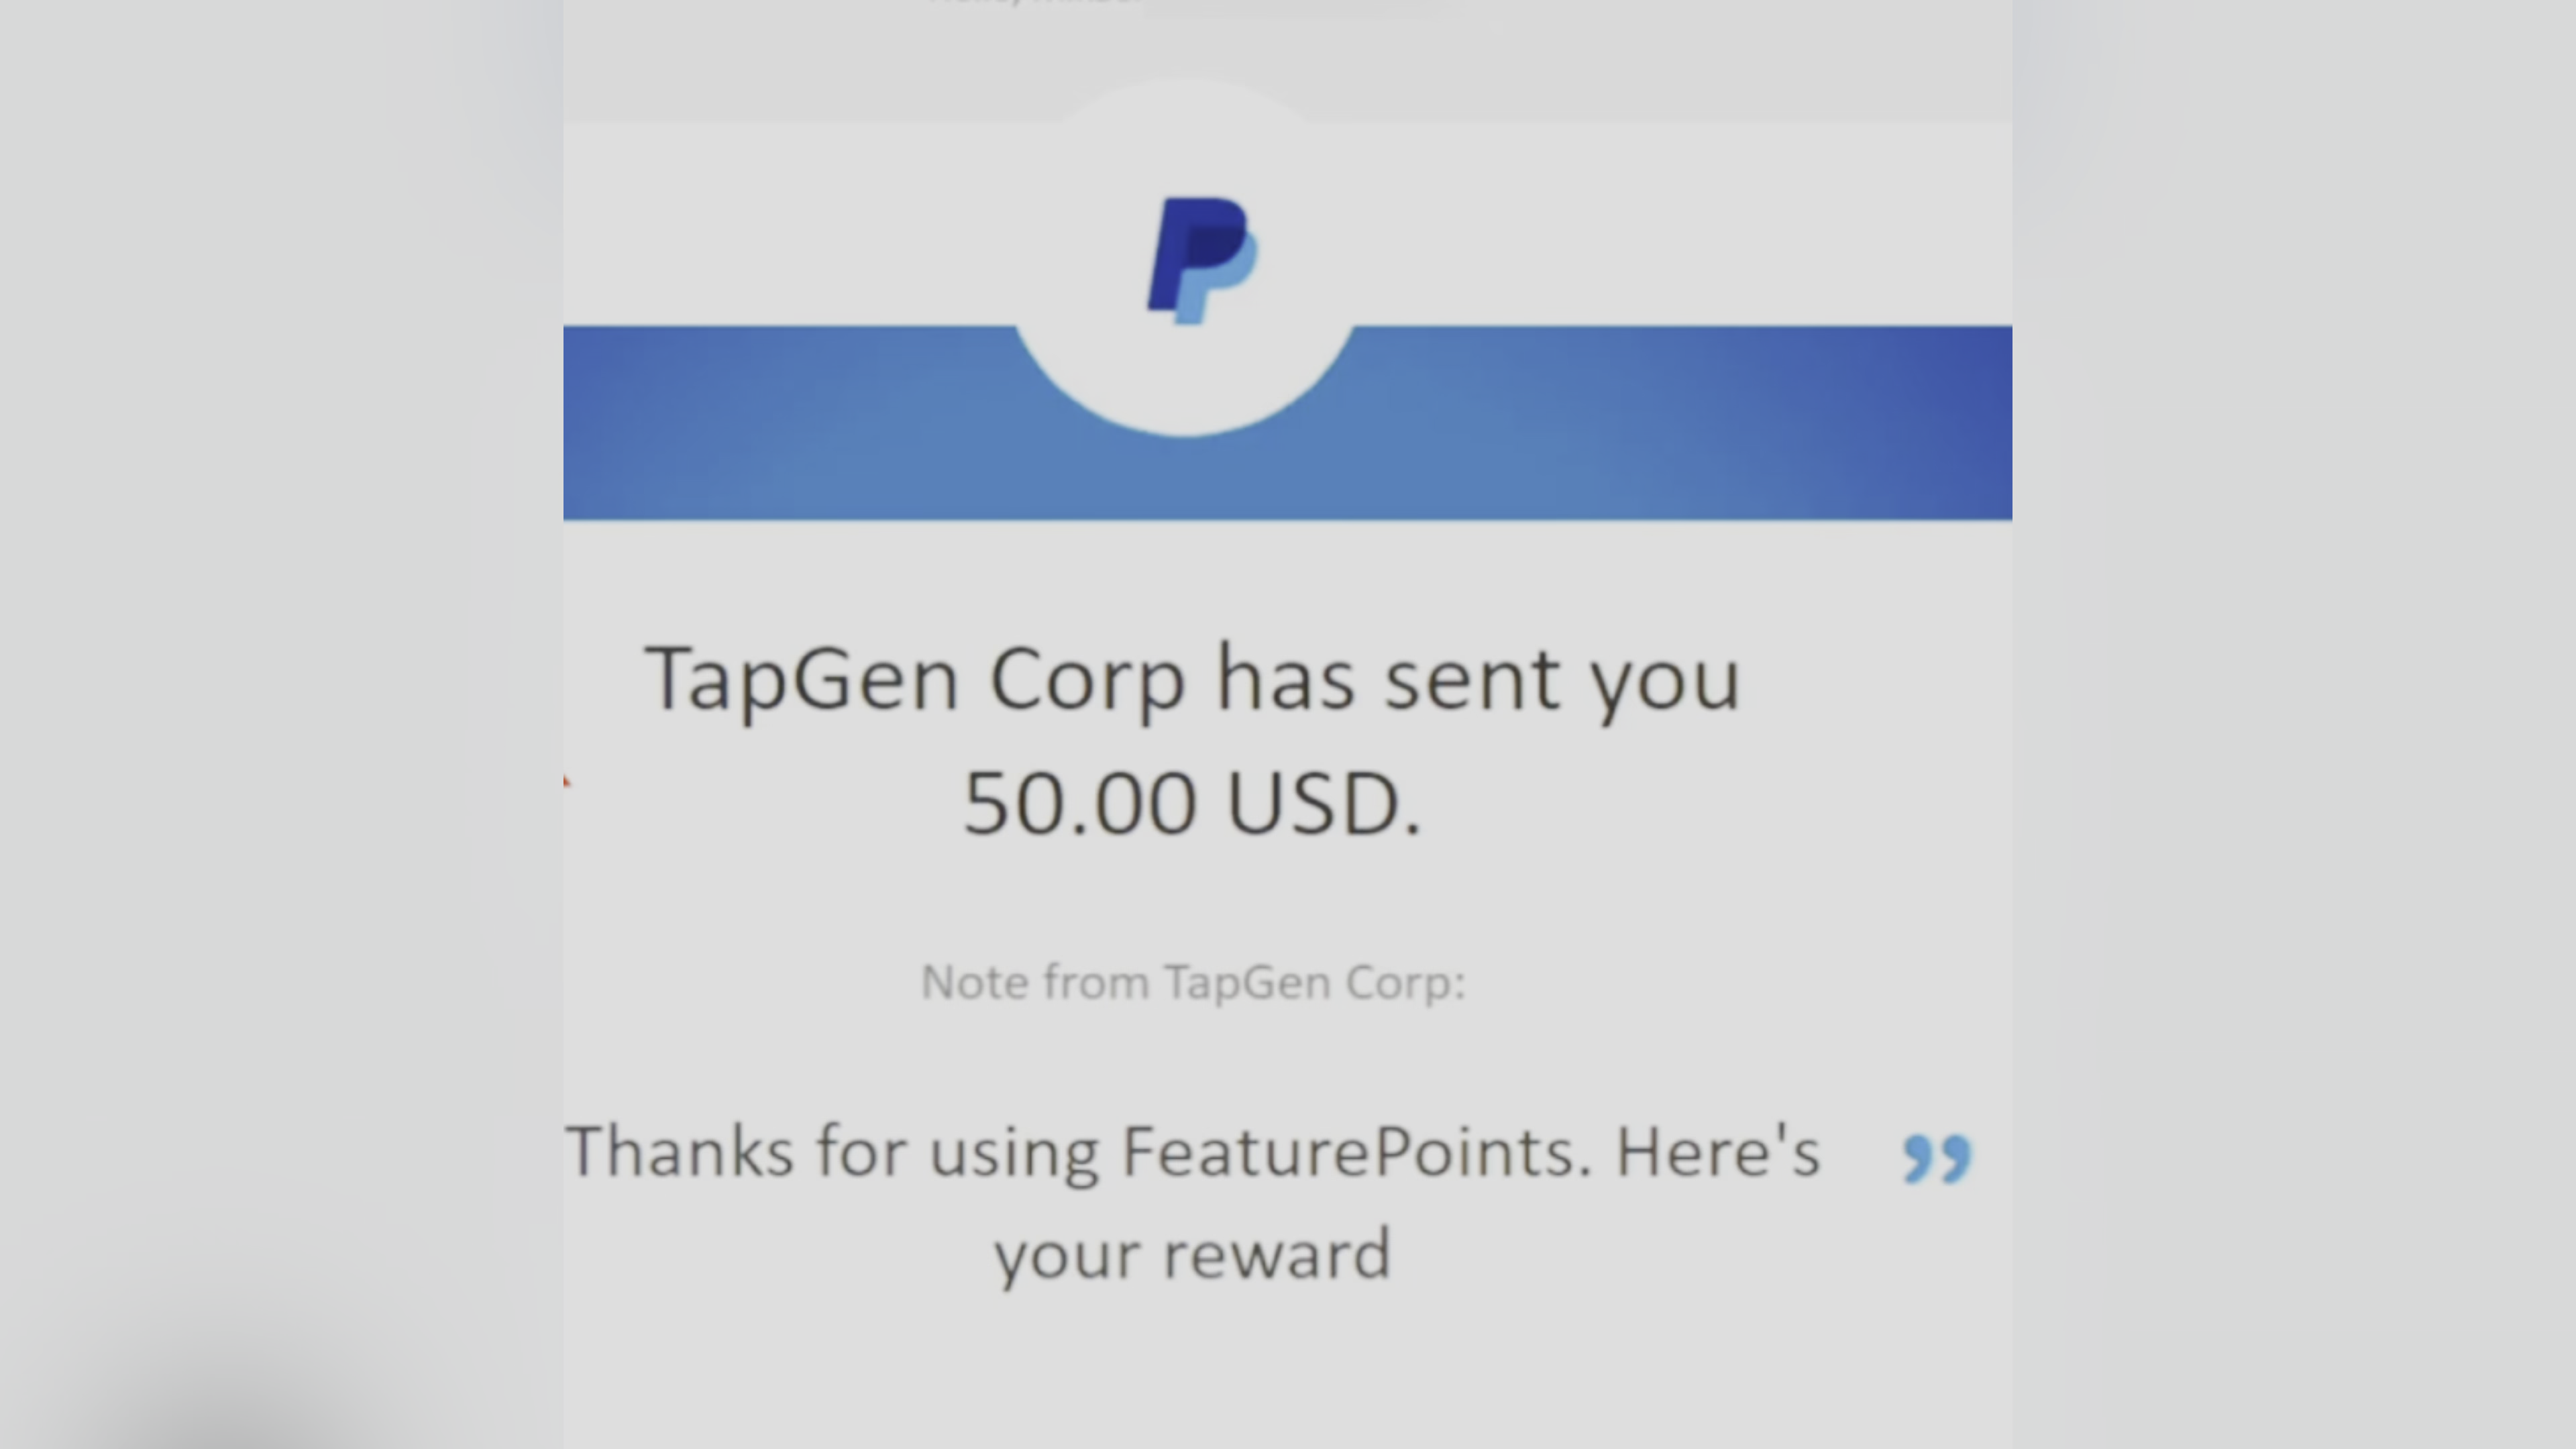 TapGen Corp has sent you
50.00 USD.
Note from TapGen Corp:
Thanks for using FeaturePoints. Here's ”
your reward